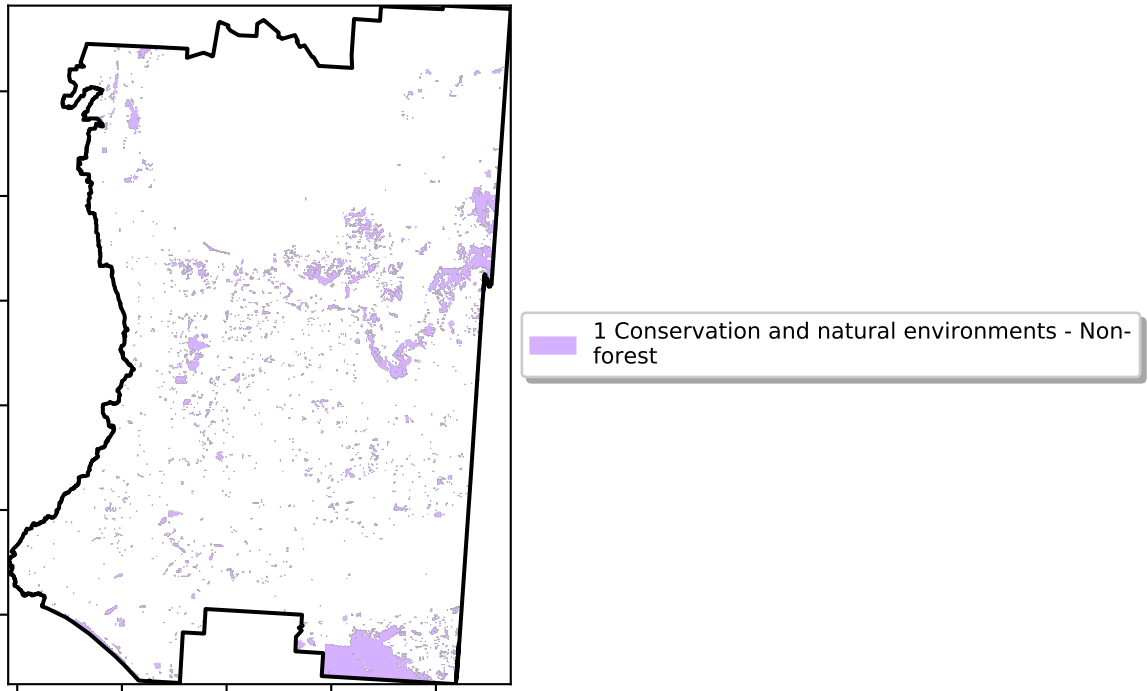 1 Conservation and natural environments - Non-
forest